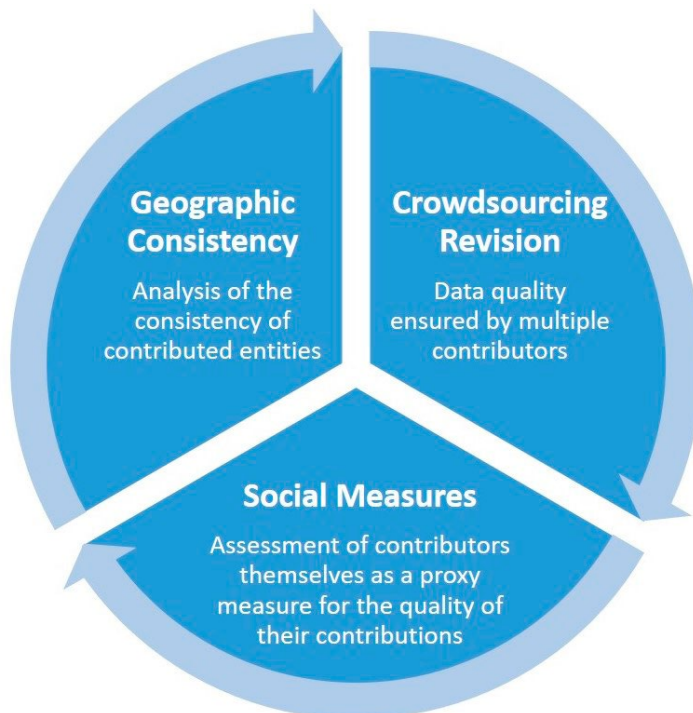 Geographic
Consistency
Analysis of the
consistency of
contributed entities
Crowdsourcing
Revision
Data quality
ensured by multiple
contributors
Social Measures
Assessment of contributors
themselves as a proxy
measure for the quality of
their contributions